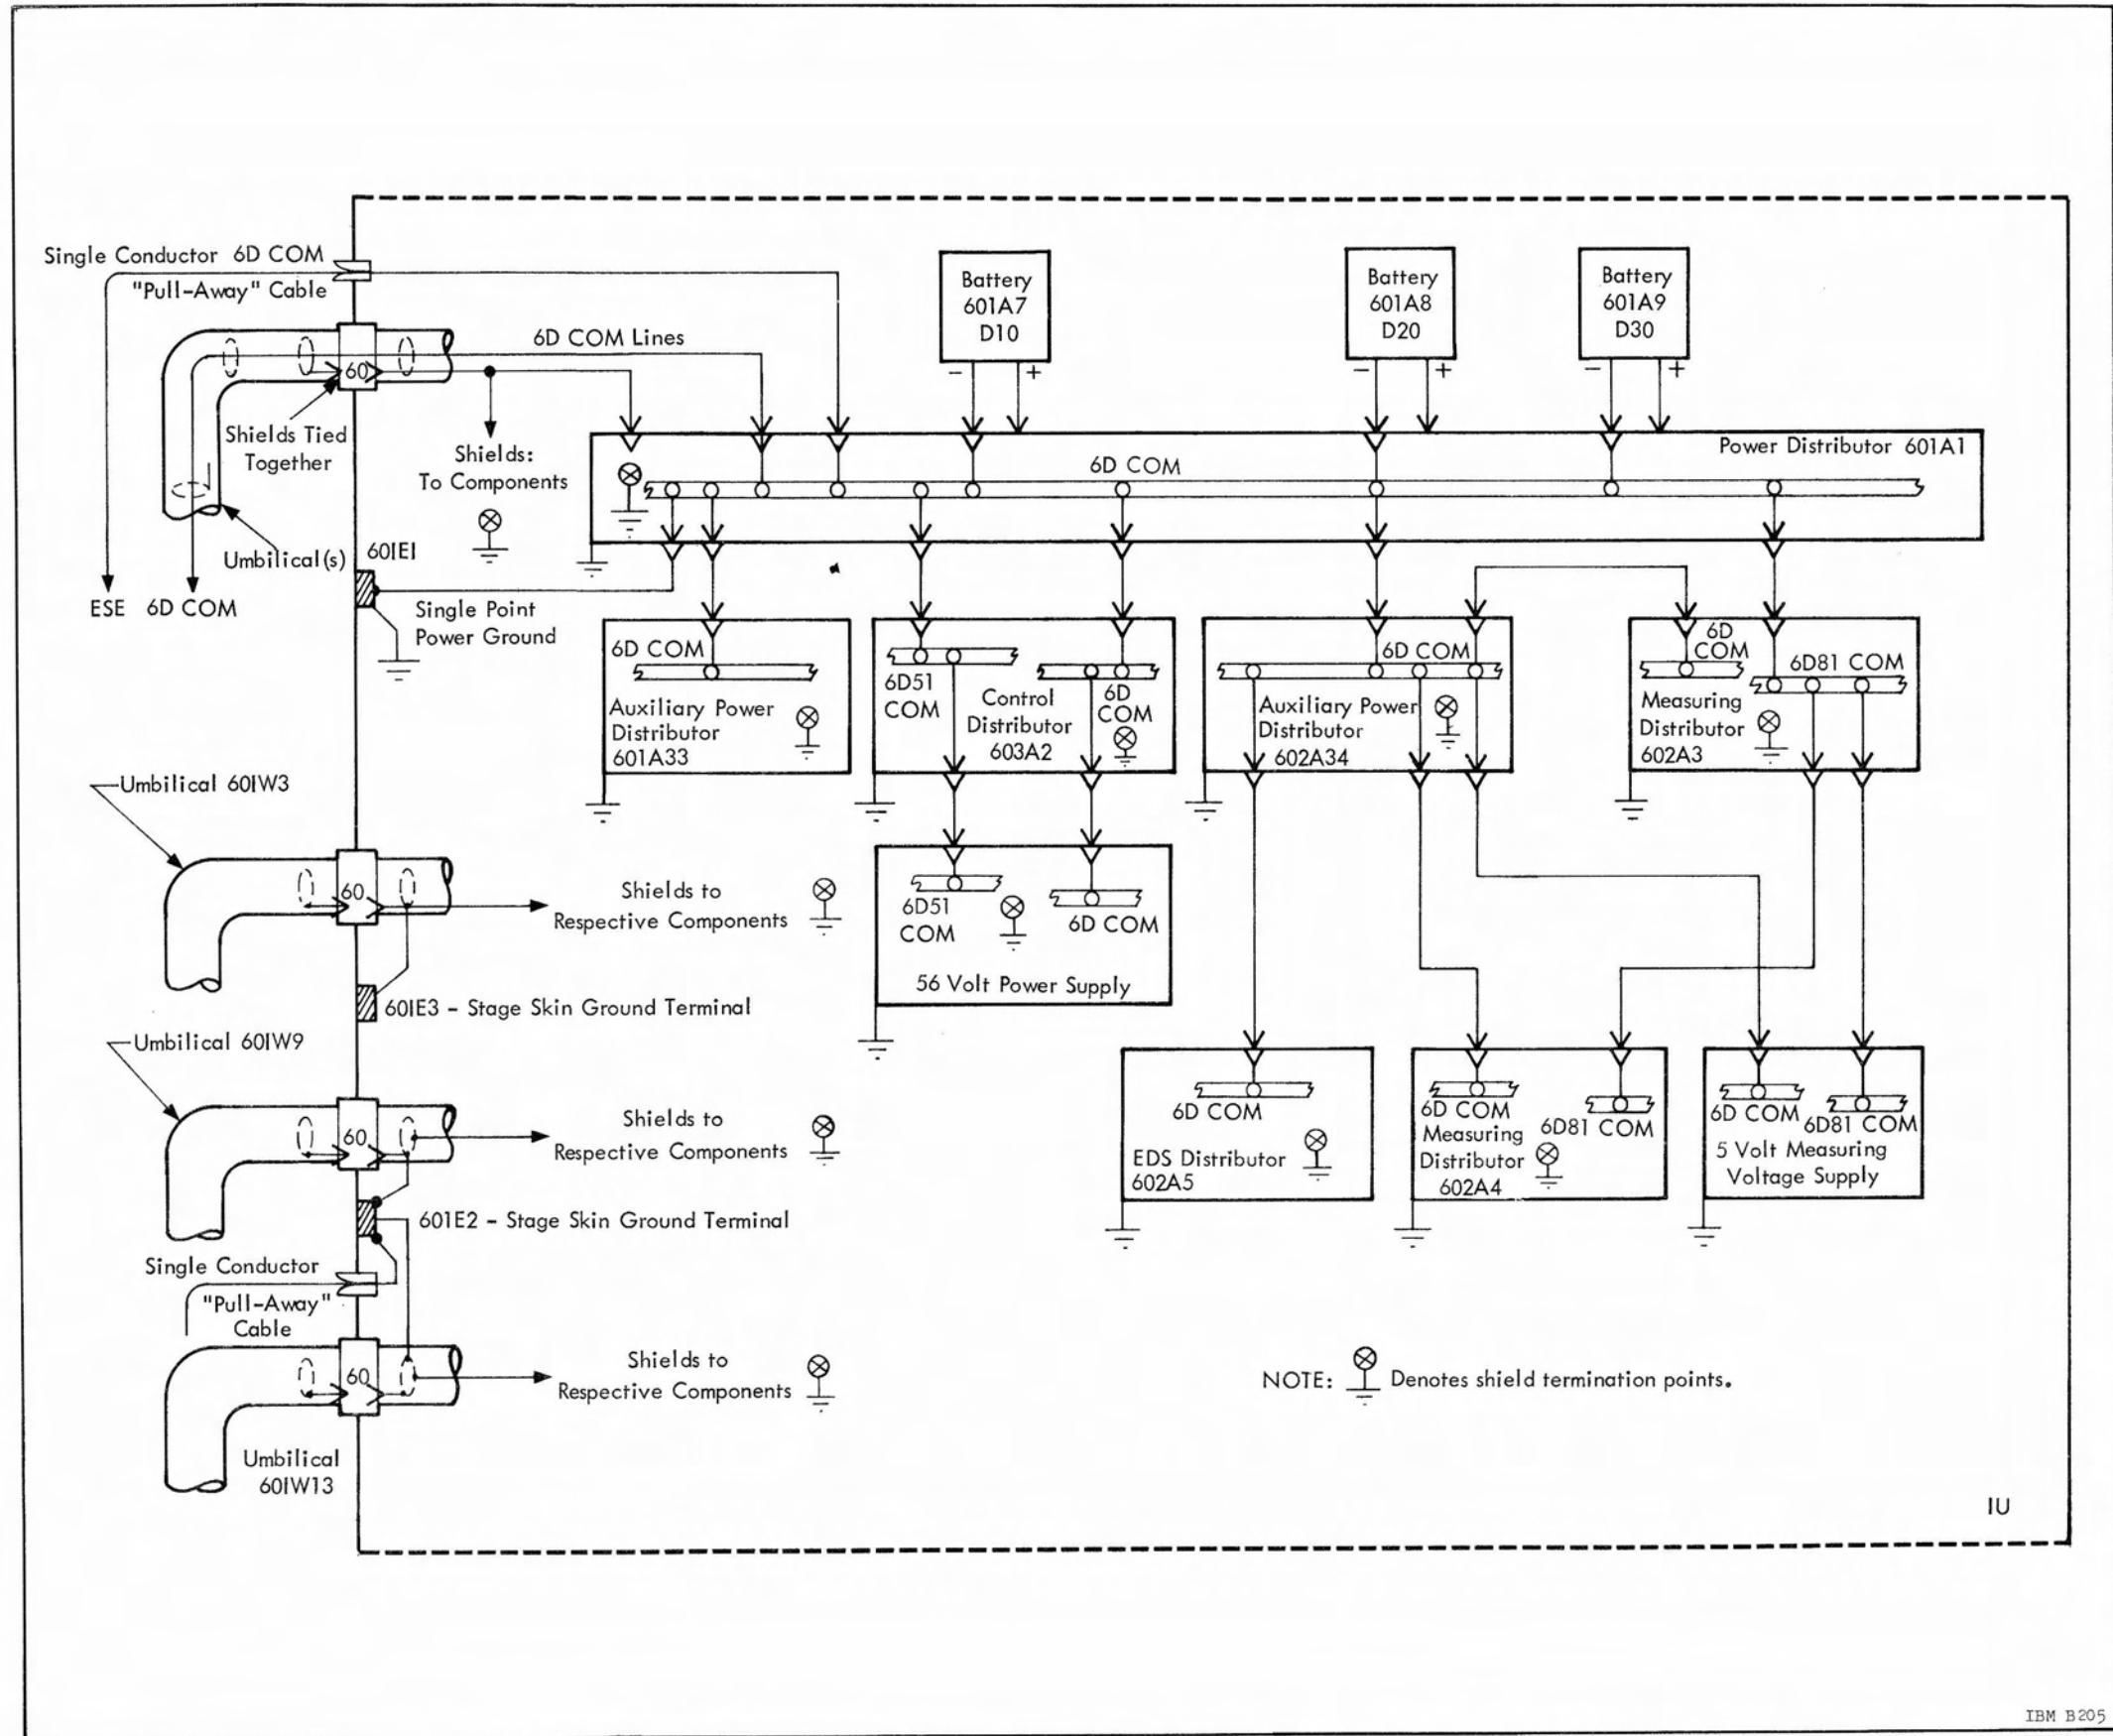 Single Conductor 6D COM
"Pull-Away" Cable
6D COM Lines
60
Shields Tied
Together
Shields:
To Components
Umbilical(s)
60IEI
ESE 6D COM
Single Point
Power Ground
Battery
601A7
D10
- +
Battery
601A8
D20
- +
Battery
601A9
D30
- +
Power Distributor 601A1
6D COM
6D COM
Auxiliary Power
Distributor
601A33
6D51
COM
Control
Distributor
603A2
6D
COM
6D COM
Auxiliary Power
Distributor
602A34
6D
COM
6D81 COM
Measuring
Distributor
602A3
Umbilical 60IW3
60
Shields to
Respective Components
60IE3 - Stage Skin Ground Terminal
6D51
COM
6D COM
56 Volt Power Supply
Umbilical 60IW9
60
Shields to
Respective Components
601E2 - Stage Skin Ground Terminal
6D COM
EDS Distributor
602A5
6D COM
6D81 COM
Measuring
Distributor
602A4
6D COM
6D81 COM
5 Volt Measuring
Voltage Supply
Single Conductor
"Pull-Away"
Cable
60
Shields to
Respective Components
Umbilical
60IW13
NOTE: Denotes shield termination points.
IU
IBM B205